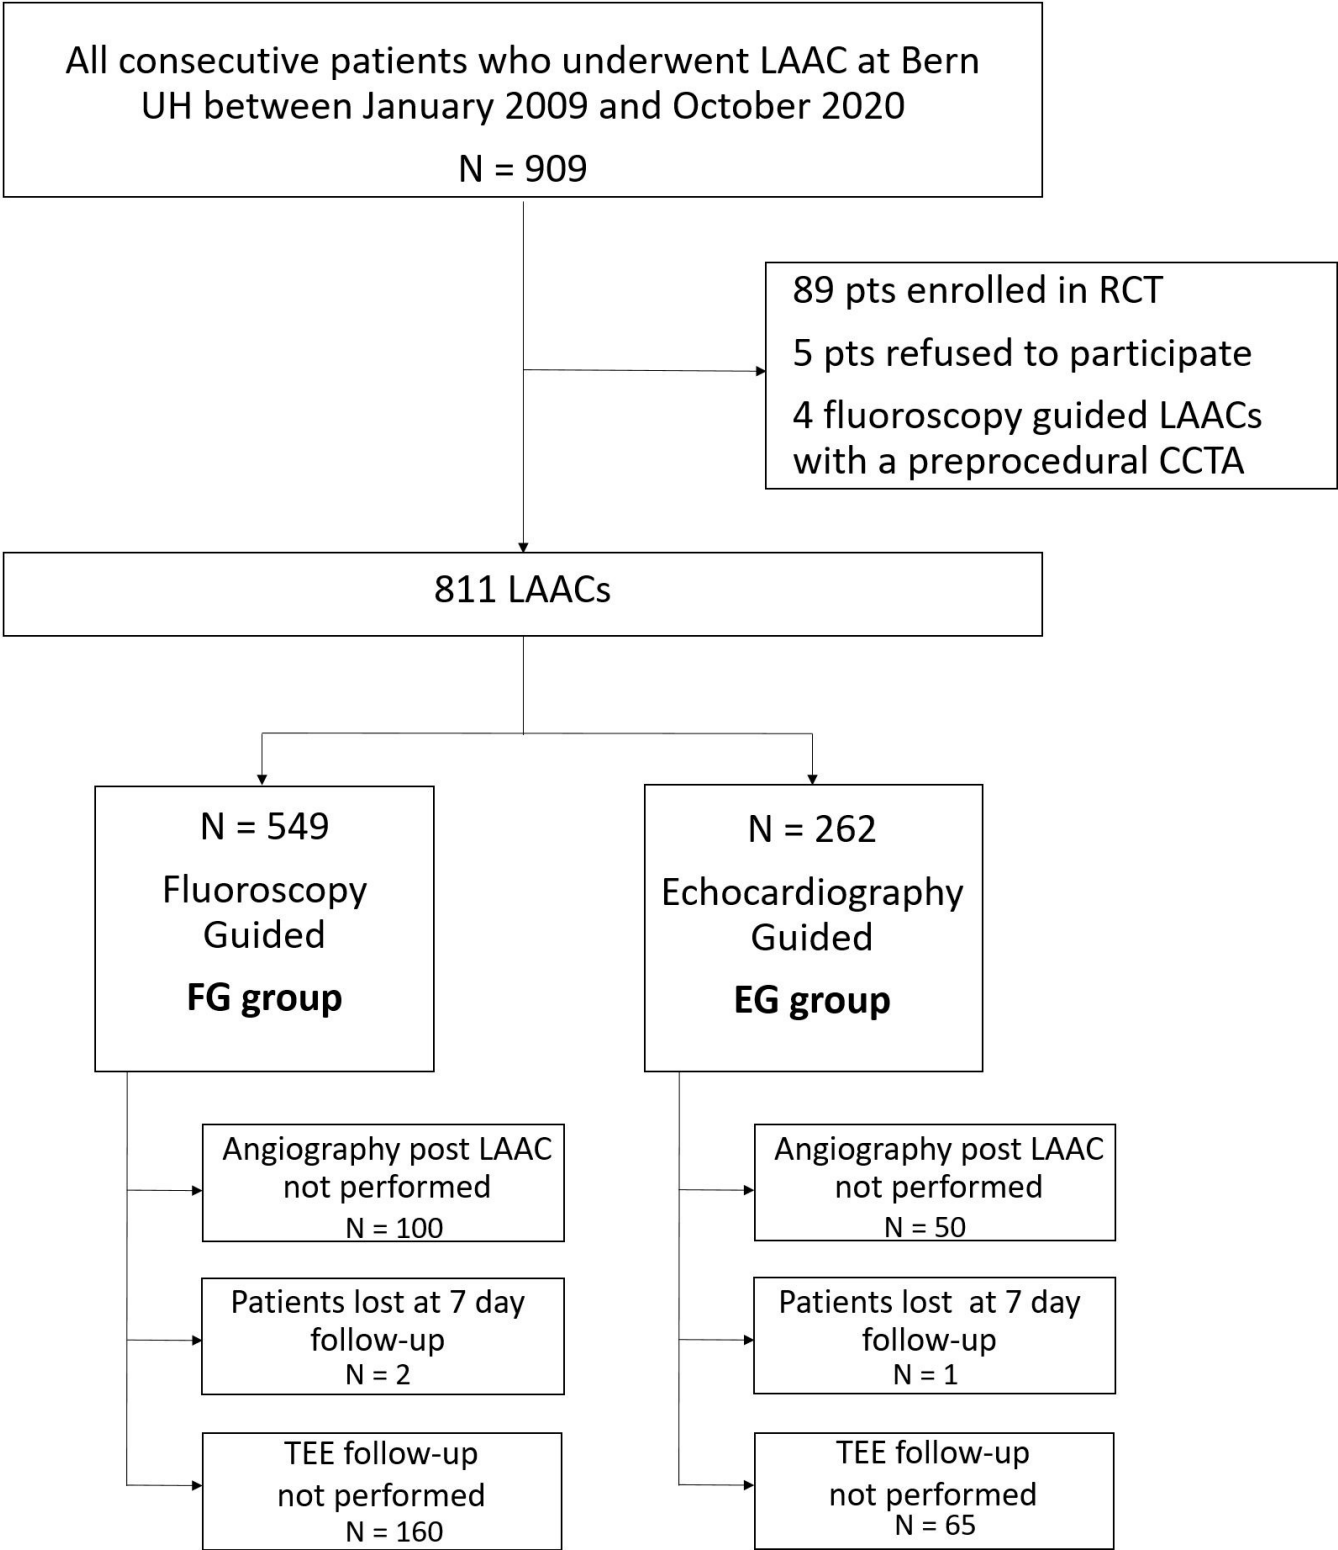 All consecutive patients who underwent LAAC at Bern
UH between January 2009 and October 2020
N = 909
89 pts enrolled in RCT
5 pts refused to participate
4 fluoroscopy guided LAACs
with a preprocedural CCTA
811 LAACs
N = 549
Fluoroscopy
Guided
FG group
N = 262
Echocardiography
Guided
EG group
Angiography post LAAC
not performed
N = 100
Angiography post LAAC
not performed
N = 50
Patients lost at 7 day
follow-up
N = 2
Patients lost at 7 day
follow-up
N = 1
TEE follow-up
not performed
N = 160
TEE follow-up
not performed
N = 65